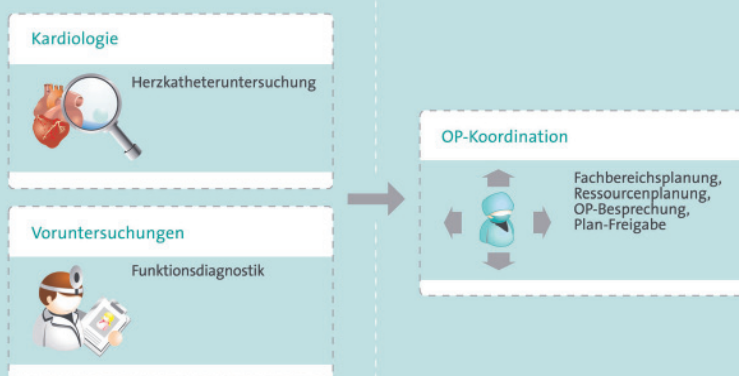 Kardiologie
Herzkatheteruntersuchung
Voruntersuchungen
Funktionsdiagnostik
OP-Koordination
Fachbereichsplanung,
Ressourcenplanung,
OP-Besprechung,
Plan-Freigabe